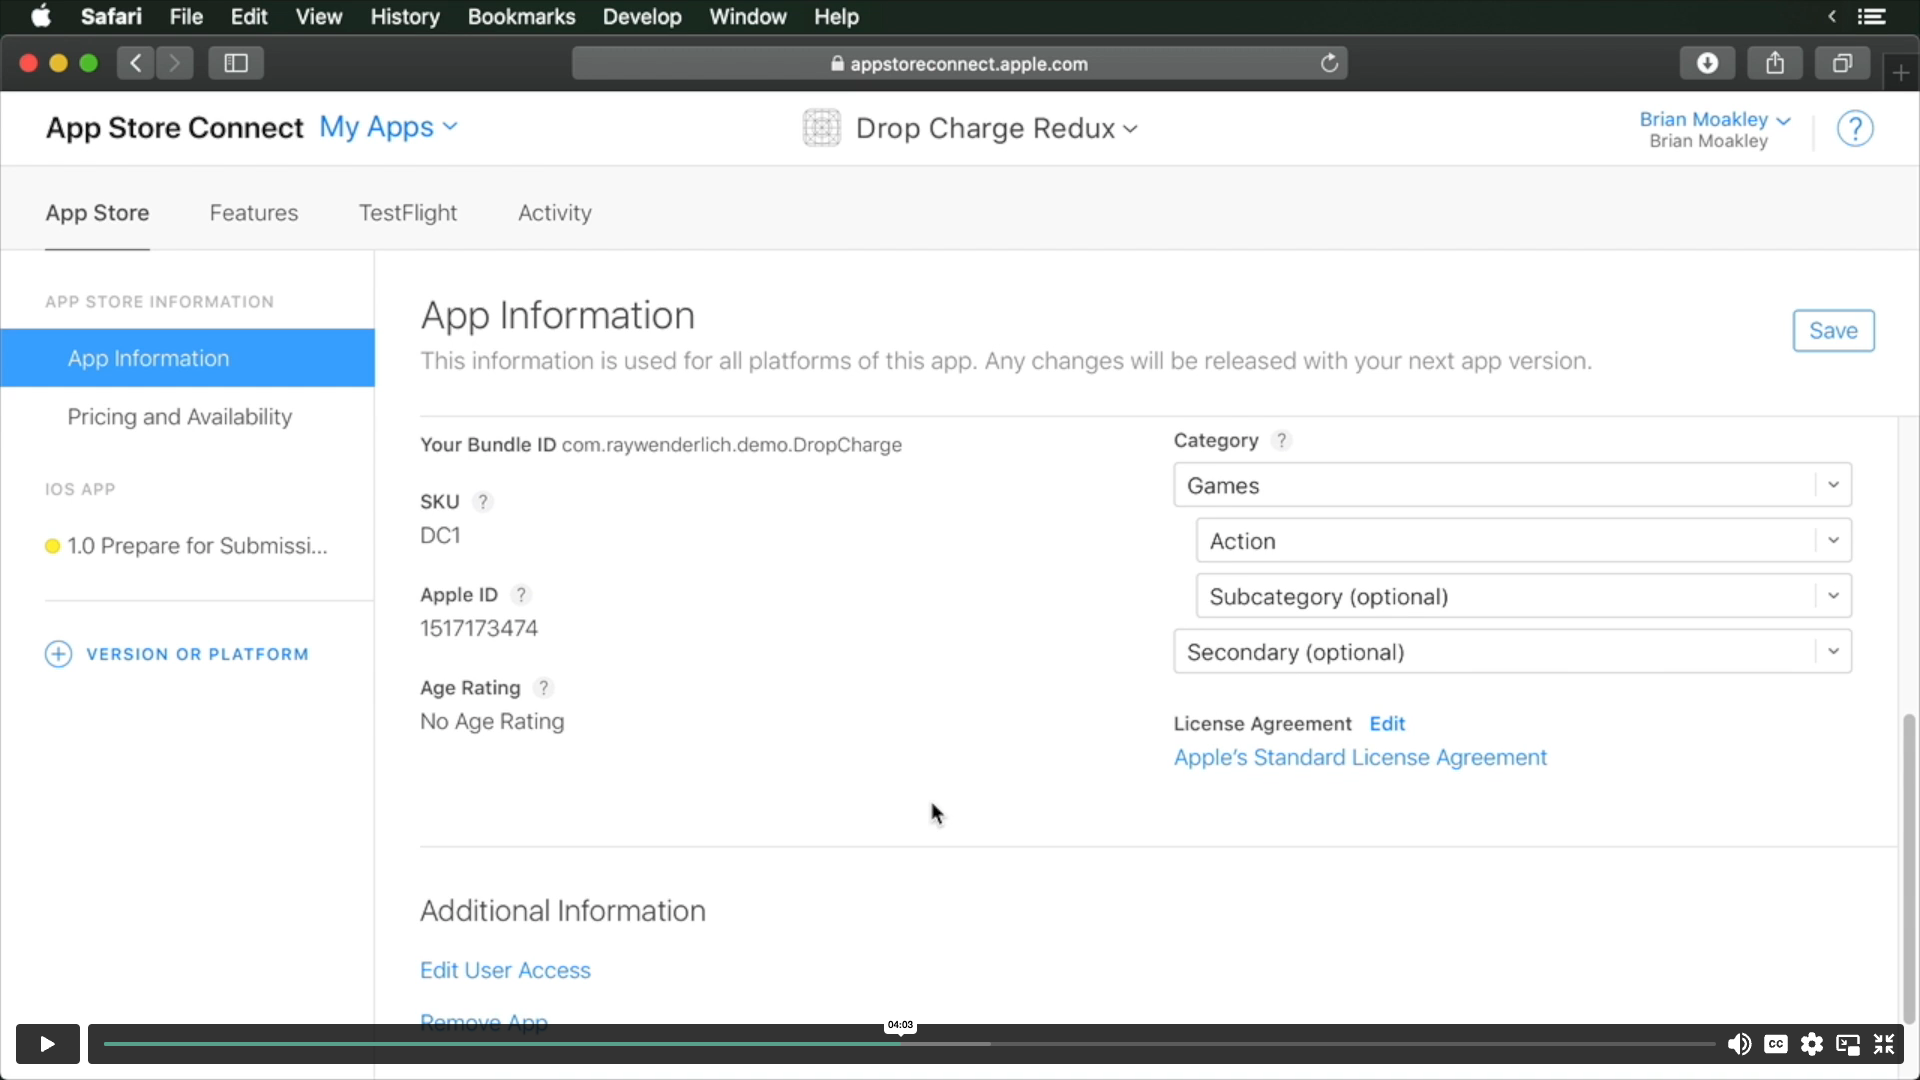 Safari File Edit View History Bookmarks Develop Window Help
appstoreconnect.apple.com
App Store Connect My Apps
Drop Charge Redux
Brian Moakley
Brian Moakley
?
App Store Features TestFlight Activity
APP STORE INFORMATION
App Information
Pricing and Availability
IOS APP
1.0 Prepare for Submissi...
VERSION OR PLATFORM
App Information
This information is used for all platforms of this app. Any changes will be released with your next app version.
Save
Your Bundle ID com.raywenderlich.demo.DropCharge
SKU ?
DC1
Apple ID ?
1517173474
Age Rating ?
No Age Rating
Category ?
Games
Action
Subcategory (optional)
Secondary (optional)
License Agreement Edit
Apple's Standard License Agreement
Additional Information
Edit User Access
Remove App
04:03
CC